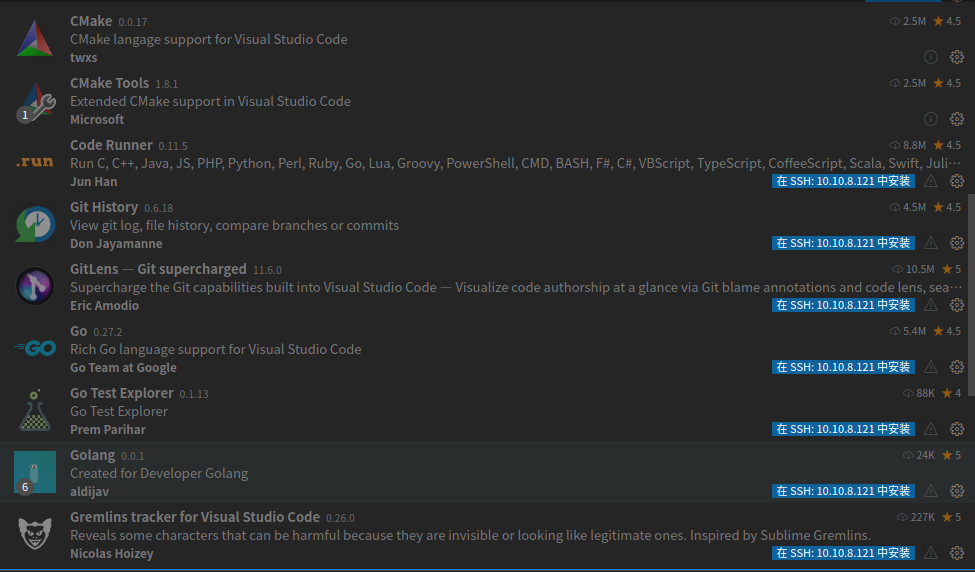 CMake 0.0.17 2.5M 4.5
CMake langage support for Visual Studio Code
twxs
CMake Tools 1.8.1 2.5M 4.5
Extended CMake support in Visual Studio Code
1
Microsoft
Code Runner 0.11.5 8.8M 4.5
.run
Run C, C++, Java, JS, PHP, Python, Perl, Ruby, Go, Lua, Groovy, PowerShell, CMD, BASH, F#, C#, VBScript, TypeScript, CoffeeScript, Scala, Swift, Juli…
Jun Han 在 SSH: 10.10.8.121 中安装
Git History 0.6.18 4.5M 4.5
View git log, file history, compare branches or commits
Don Jayamanne 在 SSH: 10.10.8.121 中安装
GitLens — Git supercharged 11.6.0 10.5M 5
Supercharge the Git capabilities built into Visual Studio Code — Visualize code authorship at a glance via Git blame annotations and code lens, sea…
Eric Amodio 在 SSH: 10.10.8.121 中安装
Go 0.27.2 5.4M 4.5
GO
Rich Go language support for Visual Studio Code
Go Team at Google 在 SSH: 10.10.8.121 中安装
Go Test Explorer 0.1.13 88K 4
Go Test Explorer
Prem Parihar 在 SSH: 10.10.8.121 中安装
Golang 0.0.1 24K 5
Created for Developer Golang
6
aldijav 在 SSH: 10.10.8.121 中安装
Gremlins tracker for Visual Studio Code 0.26.0 227K 5
Reveals some characters that can be harmful because they are invisible or looking like legitimate ones. Inspired by Sublime Gremlins.
Nicolas Hoizey 在 SSH: 10.10.8.121 中安装